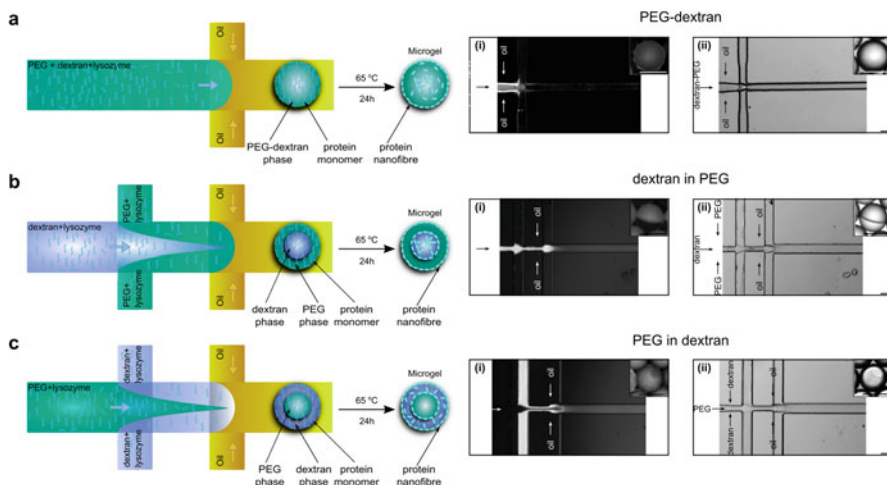 a
PEG + dextran+lysozyme
Oil
Oil
65 ºC
24h
Microgel
PEG-dextran
phase
protein
monomer
protein
nanofibre
PEG-dextran
(i)
oil
oil
(ii)
oil
dextran-PEG
oil
b
dextran+lysozyme
PEG+
lysozyme
PEG+
lysozyme
Oil
Oil
65 ºC
24h
Microgel
dextran
phase
PEG
phase
protein
monomer
protein
nanofibre
dextran in PEG
(i)
oil
oil
(ii)
PEG
oil
dextran
PEG
oil
c
PEG+lysozyme
dextran+
lysozyme
dextran+
lysozyme
Oil
Oil
65 ºC
24h
Microgel
PEG
phase
dextran
phase
protein
monomer
protein
nanofibre
PEG in dextran
(i)
oil
oil
(ii)
dextran
oil
PEG
dextran
oil